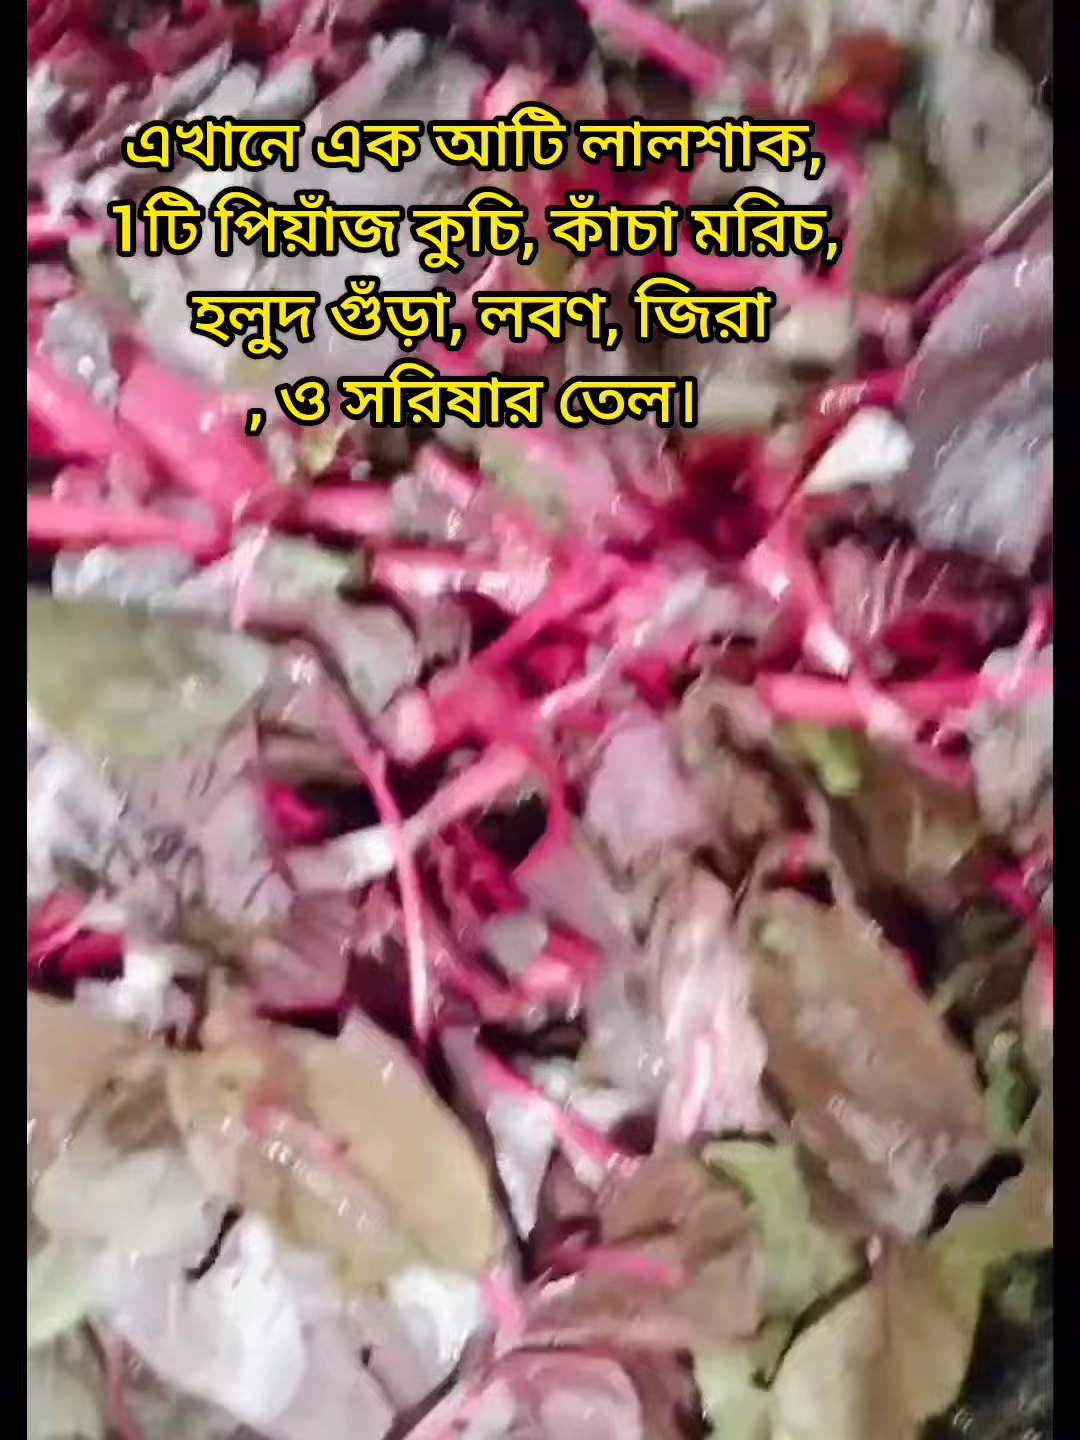 এখানে এক আটি লালশাক,
1টি পিয়াঁজ কুচি, কাঁচা মরিচ,
হলুদ গুঁড়া, লবণ, জিরা
, ও সরিষার তেল।